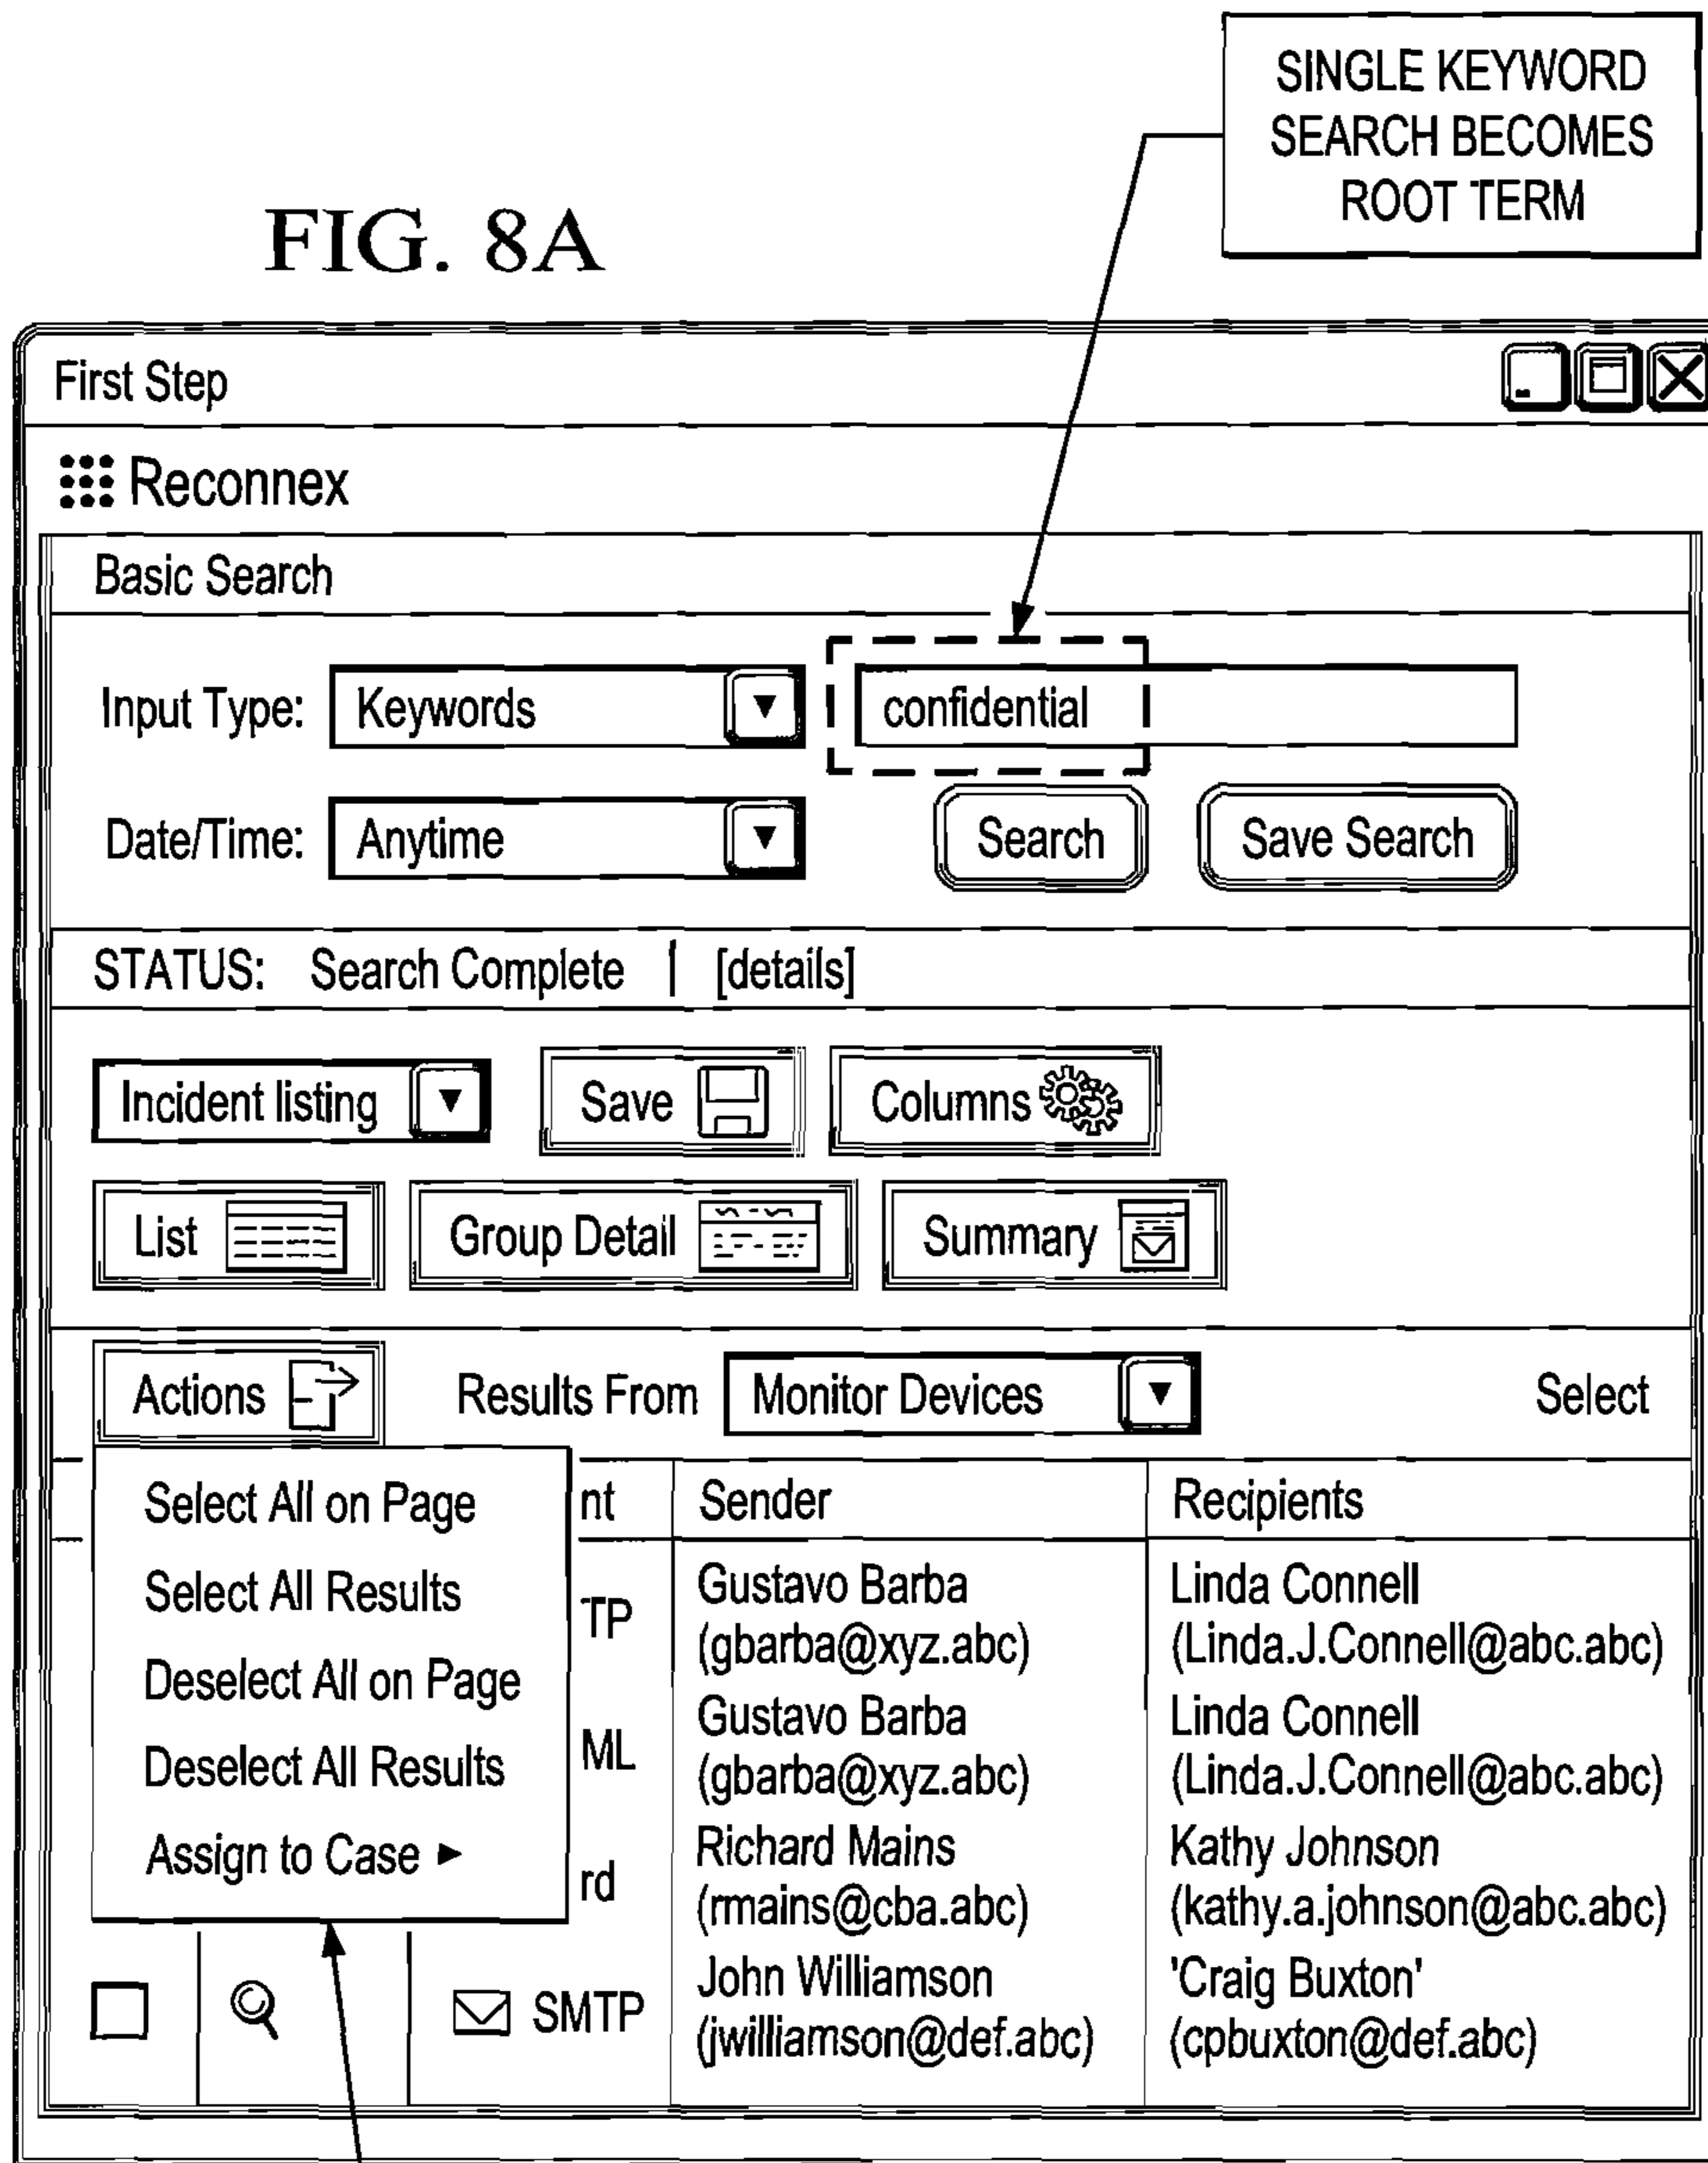 SINGLE KEYWORD
SEARCH BECOMES
ROOT TERM
FIG. 8A
First Step
Reconnex
Basic Search
Input Type: Keywords confidential
Date/Time: Anytime Search Save Search
STATUS: Search Complete | [details]
Incident listing Save Columns
List Group Detail Summary
Actions Results From Monitor Devices Select
Select All on Page
Select All Results
Deselect All on Page
Deselect All Results
Assign to Case
nt Sender Recipients
TP Gustavo Barba Linda Connell
(gbarba@xyz.abc) (Linda.J.Connell@abc.abc)
ML Gustavo Barba Linda Connell
(gbarba@xyz.abc) (Linda.J.Connell@abc.abc)
rd Richard Mains Kathy Johnson
(rmains@cba.abc) (kathy.a.johnson@abc.abc)
SMTP John Williamson 'Craig Buxton'
(jwilliamson@def.abc) (cpbuxton@def.abc)